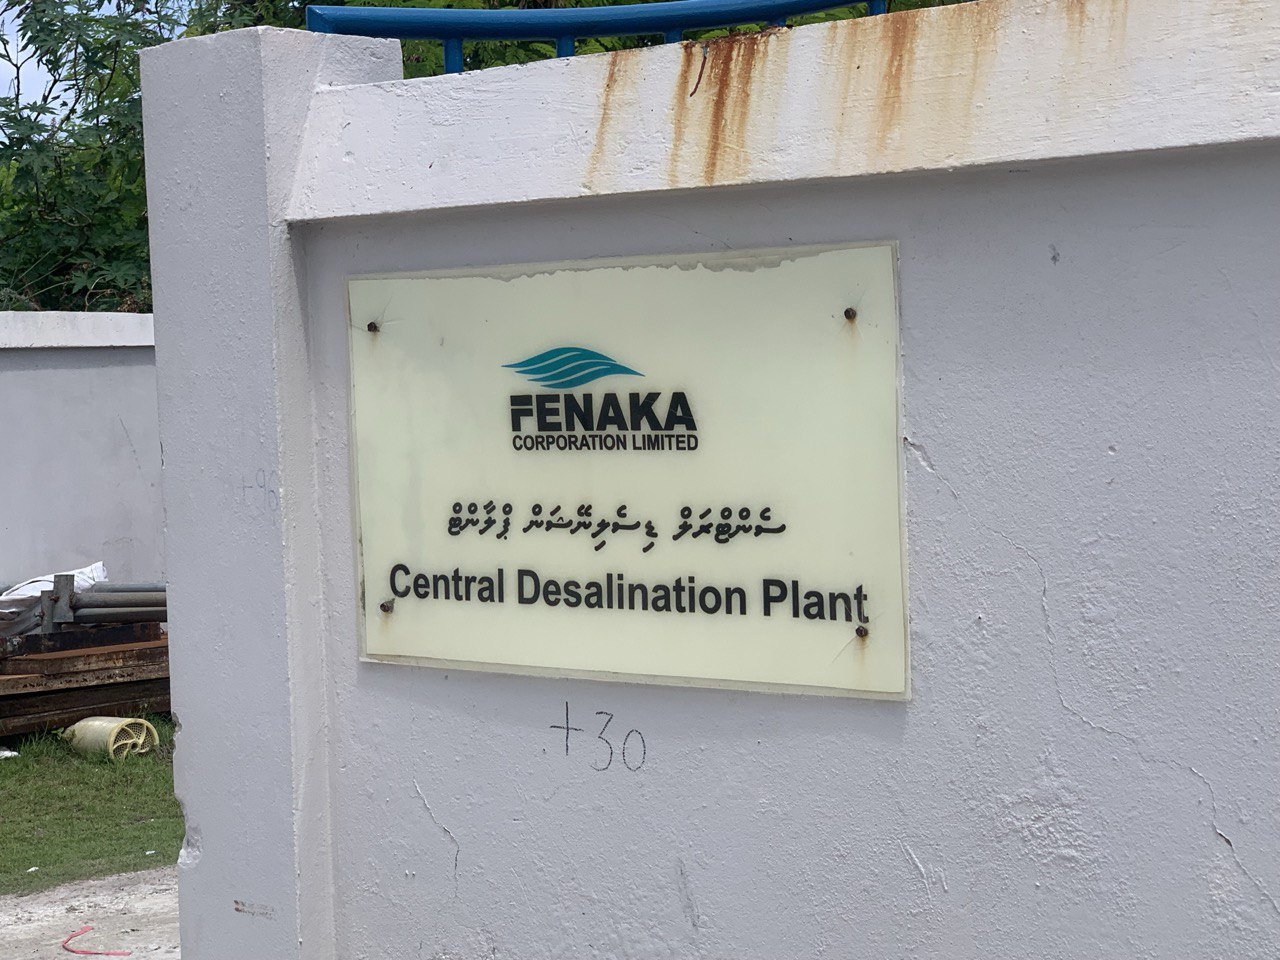 FENAKA
CORPORATION LIMITED
ސެންޓްރަލް ޑިސެލިނޭޝަން ޕްލާންޓް
Central Desalination Plant
+30